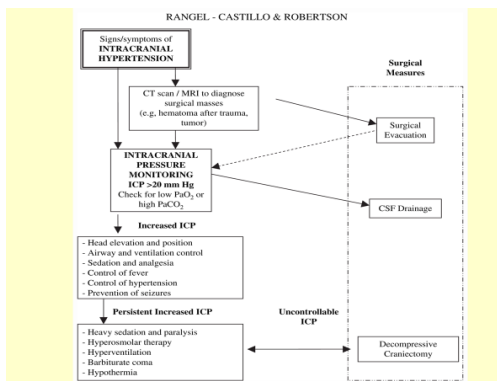 RANGEL - CASTILLO & ROBERTSON
Signs/symptoms of
INTRACRANIAL
HYPERTENSION
Surgical
Measures
CT scan / MRI to diagnose
surgical masses
(e.g, hematoma after trauma,
tumor)
Surgical
Evacuation
INTRACRANIAL
PRESSURE
MONITORING
ICP >20 mm Hg
Check for low PaO2 or
high PaCO2
CSF Drainage
Increased ICP
- Head elevation and position
- Airway and ventilation control
- Sedation and analgesia
- Control of fever
- Control of hypertension
- Prevention of seizures
Persistent Increased ICP
Uncontrollable
ICP
- Heavy sedation and paralysis
- Hyperosmolar therapy
- Hyperventilation
- Barbiturate coma
- Hypothermia
Decompressive
Craniectomy